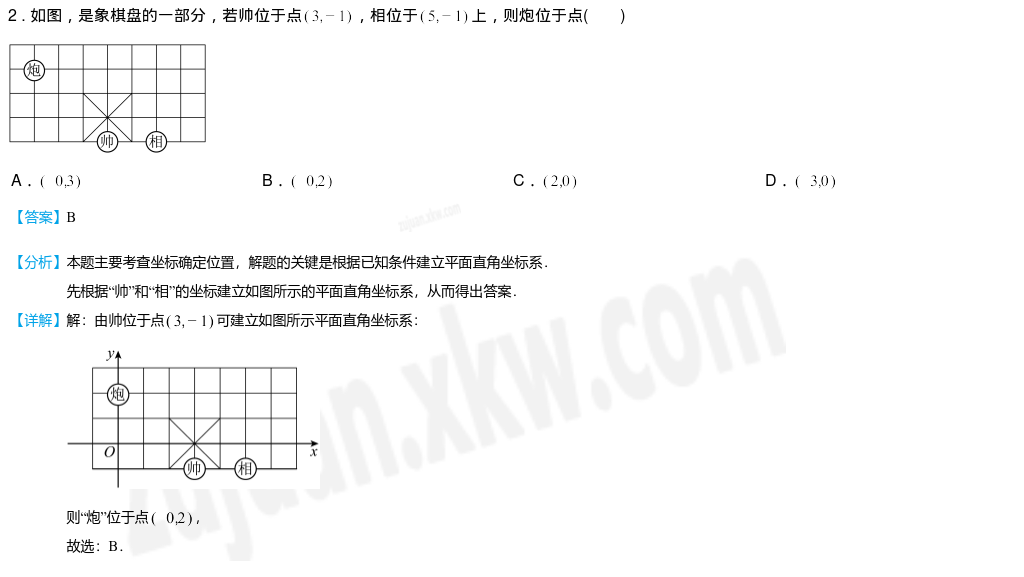 2．如图，是象棋盘的一部分，若帅位于点(3,−1)，相位于(5,−1)上，则炮位于点(　　)
炮
帅 相
A．( 0,3) B．( 0,2) C．(2,0) D．( 3,0)
【答案】B
zujuan.xkw.com
【分析】本题主要考查坐标确定位置，解题的关键是根据已知条件建立平面直角坐标系．
先根据“帅”和“相”的坐标建立如图所示的平面直角坐标系，从而得出答案．
【详解】解：由帅位于点(3,−1)可建立如图所示平面直角坐标系：
y
炮
O x
帅 相
zujuan.xkw.com
则“炮”位于点( 0,2)，
故选：B．